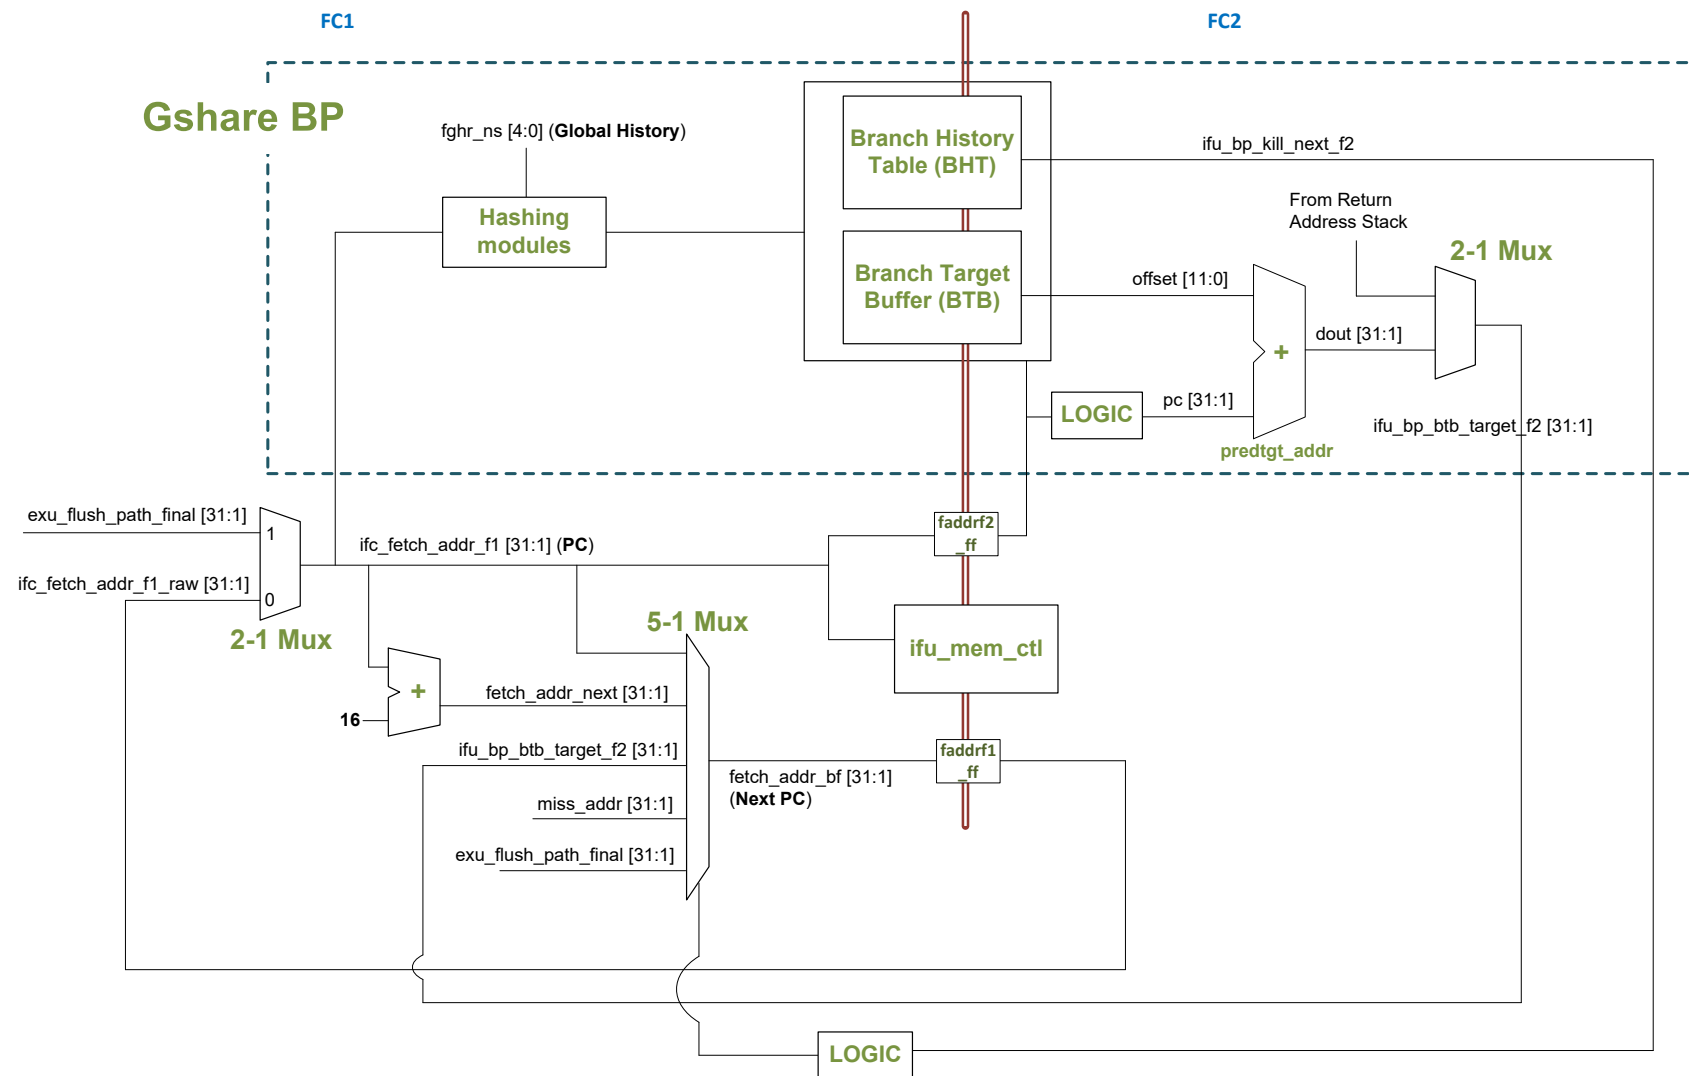 FC1
FC2
Gshare BP
fghr_ns [4:0] (Global History)
Hashing
modules
Branch History
Table (BHT)
Branch Target
Buffer (BTB)
ifu_bp_kill_next_f2
From Return
Address Stack
2-1 Mux
offset [11:0]
dout [31:1]
+
LOGIC
pc [31:1]
predtgt_addr
ifu_bp_btb_target_f2 [31:1]
exu_flush_path_final [31:1]
1
ifc_fetch_addr_f1_raw [31:1]
0
2-1 Mux
ifc_fetch_addr_f1 [31:1] (PC)
faddrf2
_ff
ifu_mem_ctl
5-1 Mux
+
16
fetch_addr_next [31:1]
ifu_bp_btb_target_f2 [31:1]
miss_addr [31:1]
exu_flush_path_final [31:1]
fetch_addr_bf [31:1]
(Next PC)
faddrf1
_ff
LOGIC